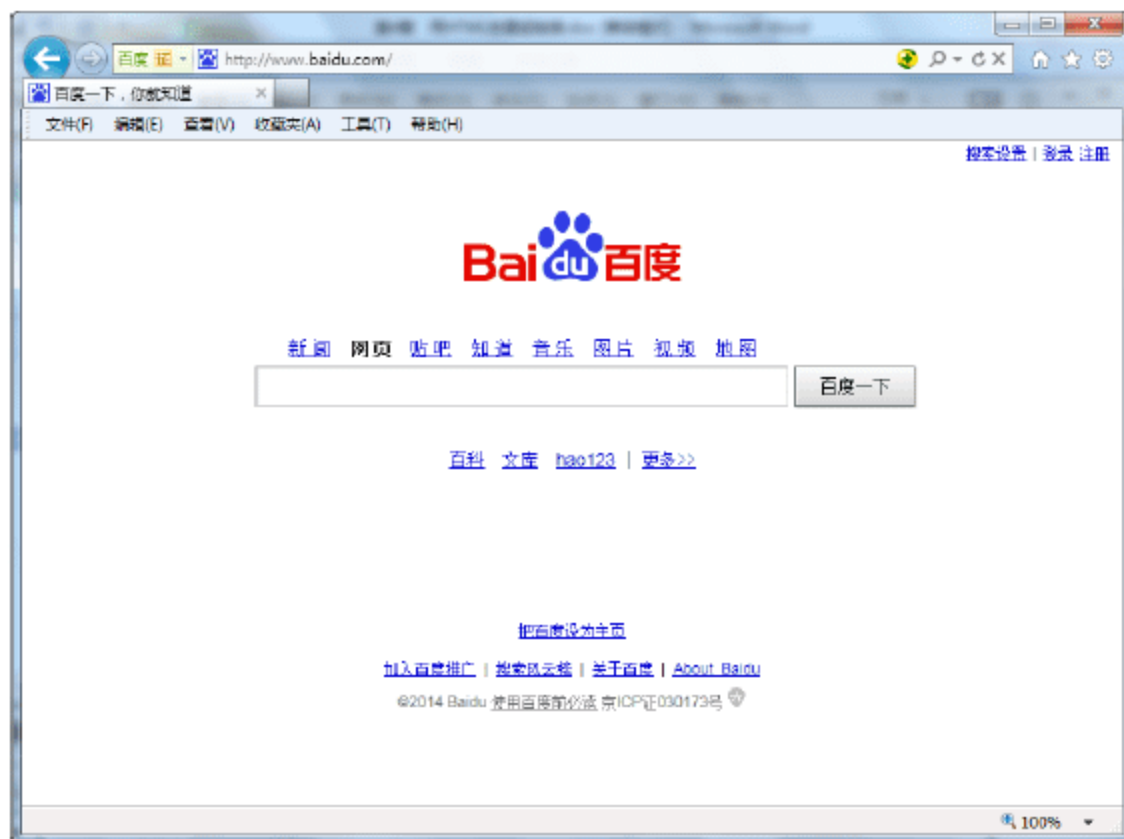 百度 证 http://www.baidu.com/
百度一下，你就知道
文件(F) 编辑(E) 查看(V) 收藏夹(A) 工具(T) 帮助(H)
搜索设置 | 登录 注册
Bai du 百度
新闻 网页 贴吧 知道 音乐 图片 视频 地图
百度一下
百科 文库 hao123 | 更多>>
把百度设为主页
加入百度推广 | 搜索风云榜 | 关于百度 | About Baidu
©2014 Baidu 使用百度前必读 京ICP证030173号
100%